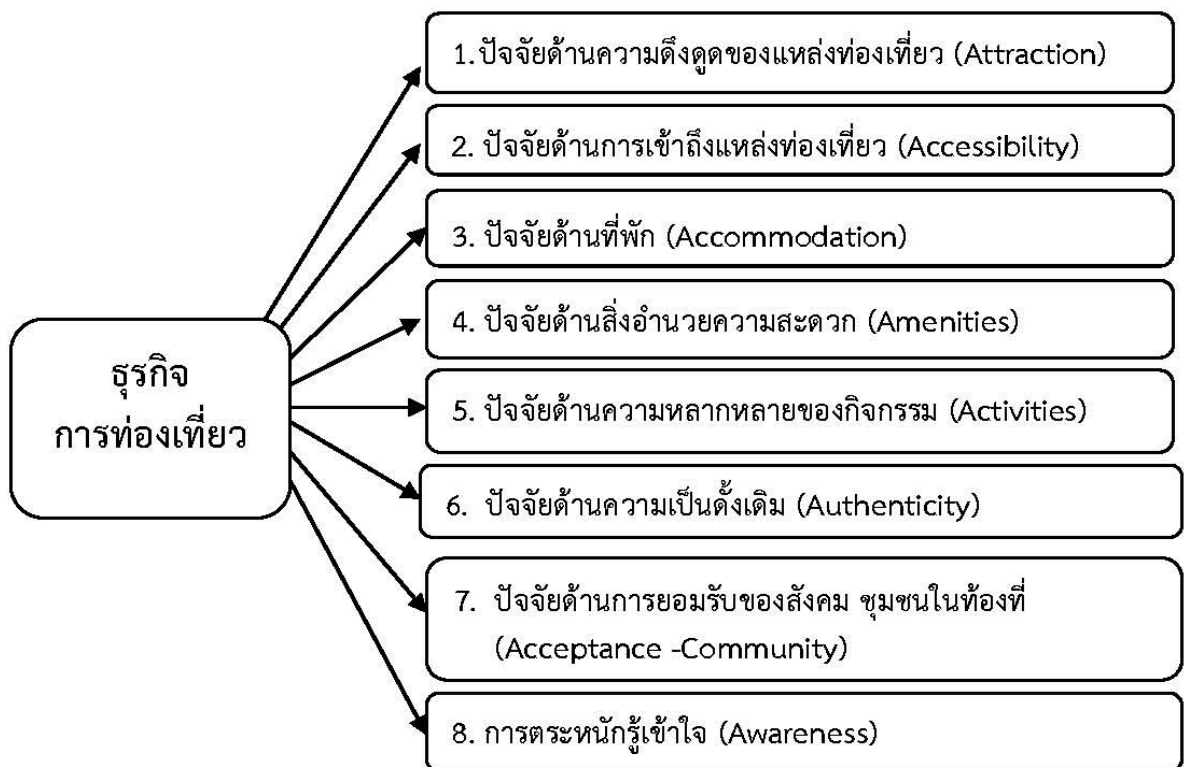 1.ปัจจัยด้านความดึงดูดของแหล่งท่องเที่ยว (Attraction)
2. ปัจจัยด้านการเข้าถึงแหล่งท่องเที่ยว (Accessibility)
3. ปัจจัยด้านที่พัก (Accommodation)
4. ปัจจัยด้านสิ่งอำนวยความสะดวก (Amenities)
ธุรกิจ
การท่องเที่ยว
5. ปัจจัยด้านความหลากหลายของกิจกรรม (Activities)
6. ปัจจัยด้านความเป็นดั้งเดิม (Authenticity)
7. ปัจจัยด้านการยอมรับของสังคม ชุมชนในท้องที่
(Acceptance -Community)
8. การตระหนักรู้เข้าใจ (Awareness)